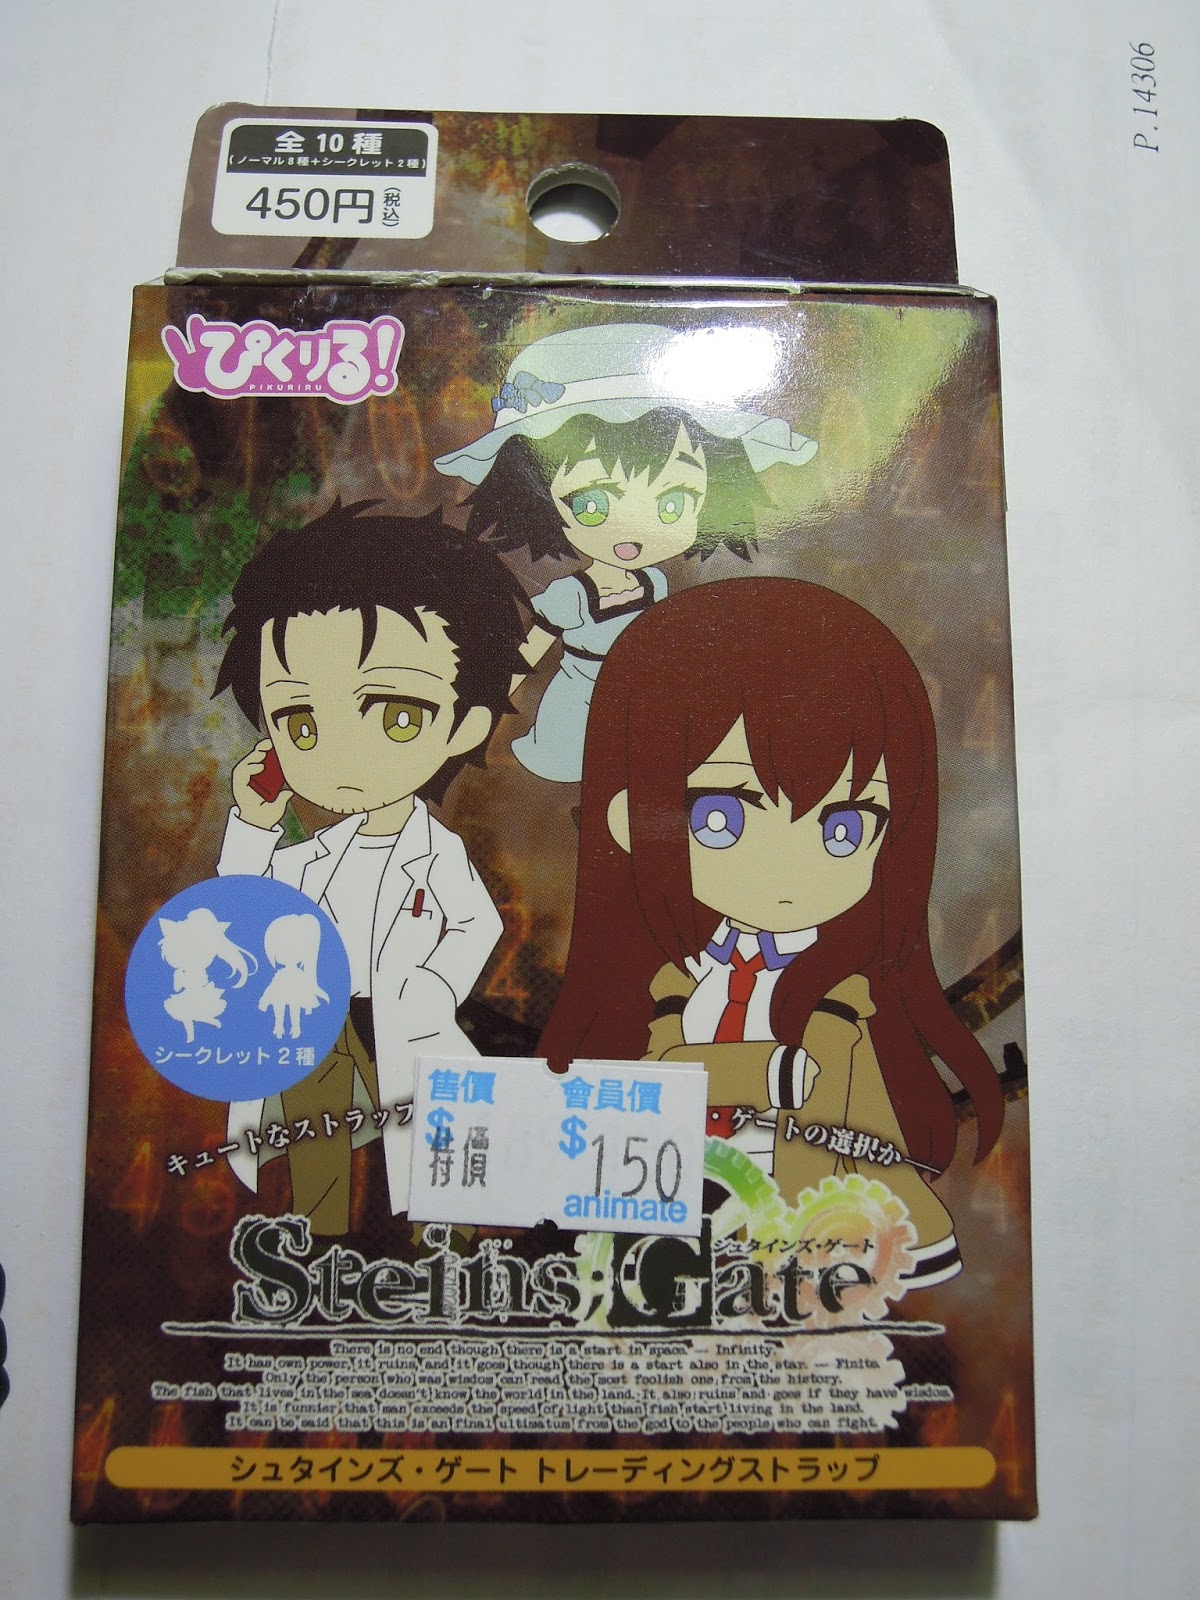 P. 14306
全10種
(ノーマル8種+シークレット2種)
450円(税込)
ぴくりる!
PIKURIRU
シークレット2種
キュートなストラップ
・ゲートの選択か―
售價
$
特價
會員價
$150
animate
シュタインズ・ゲート
Steins;Gate
There is no end though there is a start in space. — Infinity.
It has own power, it ruins, and it goes though there is a start also in the star. — Finite.
Only the person who was wisdom can read the most foolish one from the history.
The fish that lives in the sea doesn't know the world in the land. It also ruins and goes if they have wisdom.
It is funnier that man exceeds the speed of light than fish start living in the land.
It can be said that this is an final ultimatum from the god to the people who can fight.
シュタインズ・ゲート トレーディングストラップ